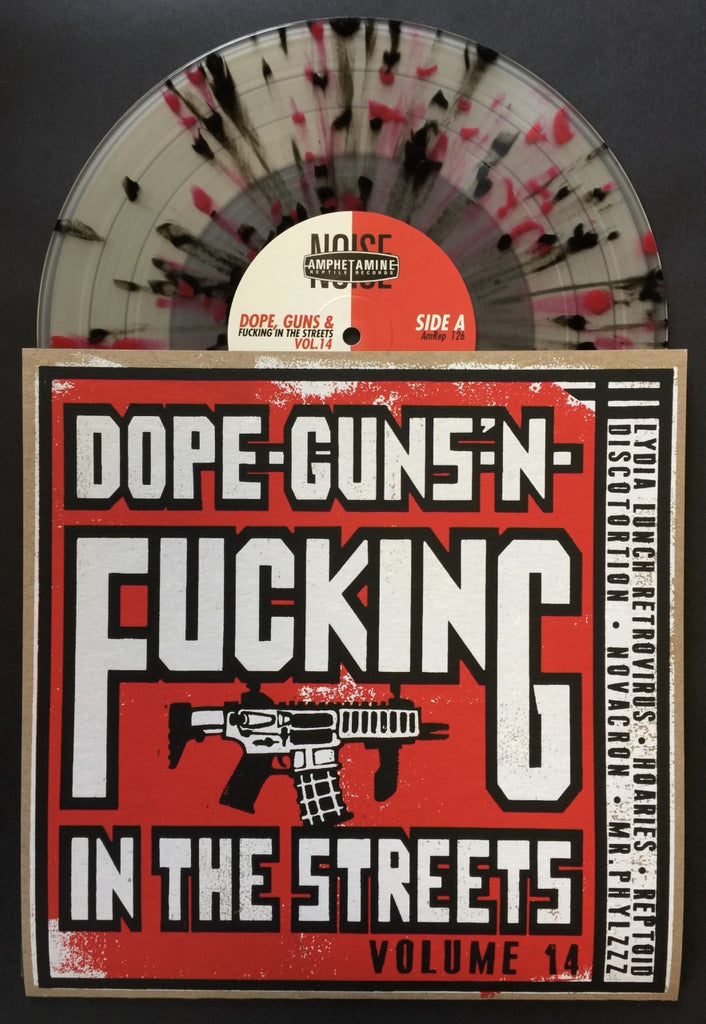 NOISE
AMPHETAMINE
REPTILE RECORDS
NOISE
DOPE, GUNS &
FUCKING IN THE STREETS
VOL.14
SIDE A
AmRep 126
DOPE-GUNS-'N-
FUCKING
IN THE STREETS
VOLUME 14
LYDIA LUNCH RETROVIRUS • HOARIES • REPTOID
DISCOTORTION • NOVACRON • MR.PHYLZZZ